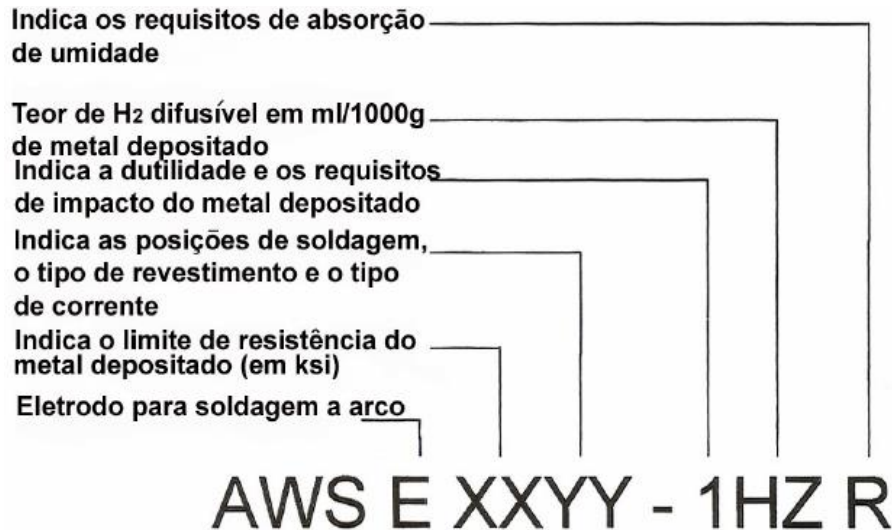 Indica os requisitos de absorção
de umidade
Teor de H2 difusível em ml/1000g
de metal depositado
Indica a dutilidade e os requisitos
de impacto do metal depositado
Indica as posições de soldagem,
o tipo de revestimento e o tipo
de corrente
Indica o limite de resistência do
metal depositado (em ksi)
Eletrodo para soldagem a arco
AWS E XXYY - 1HZ R